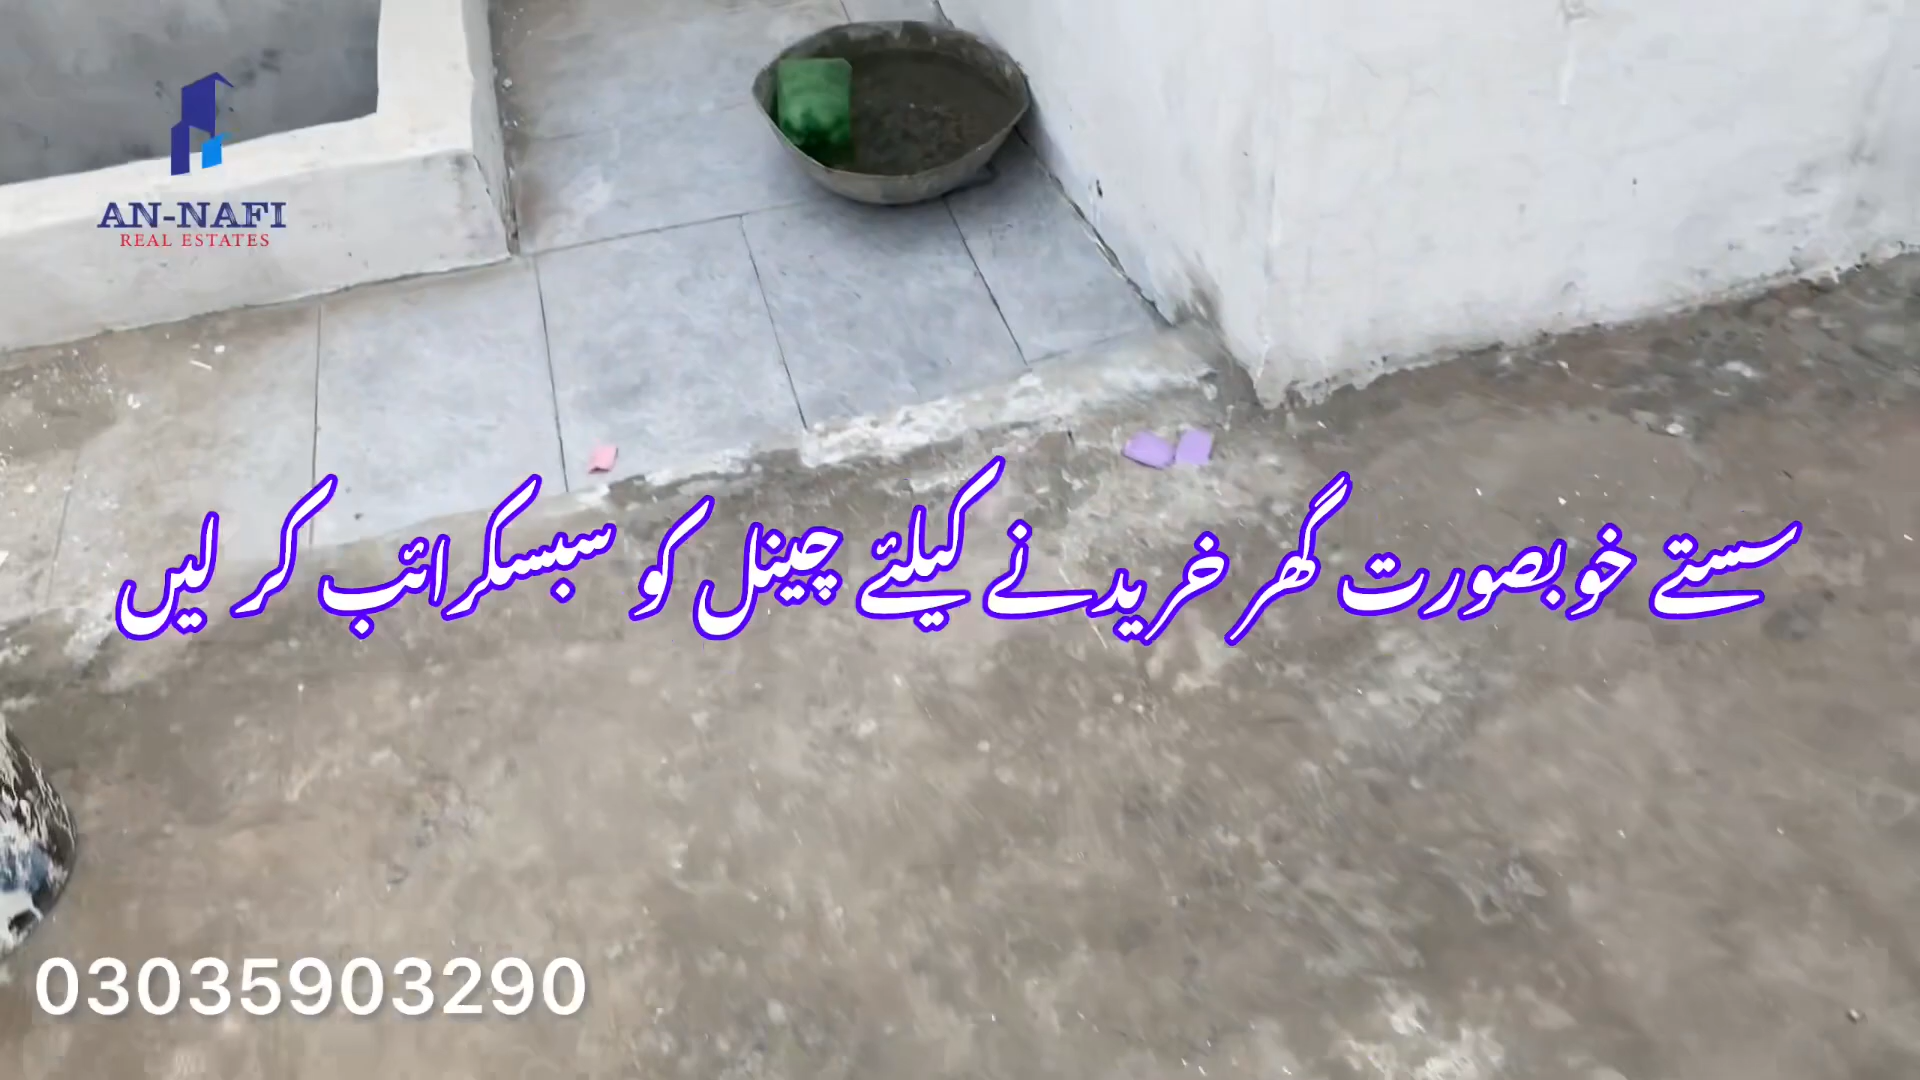 AN-NAFI
REAL ESTATES
سستے خوبصورت گھر خریدنے کیلئے چینل کو سبسکرائب کر لیں
03035903290